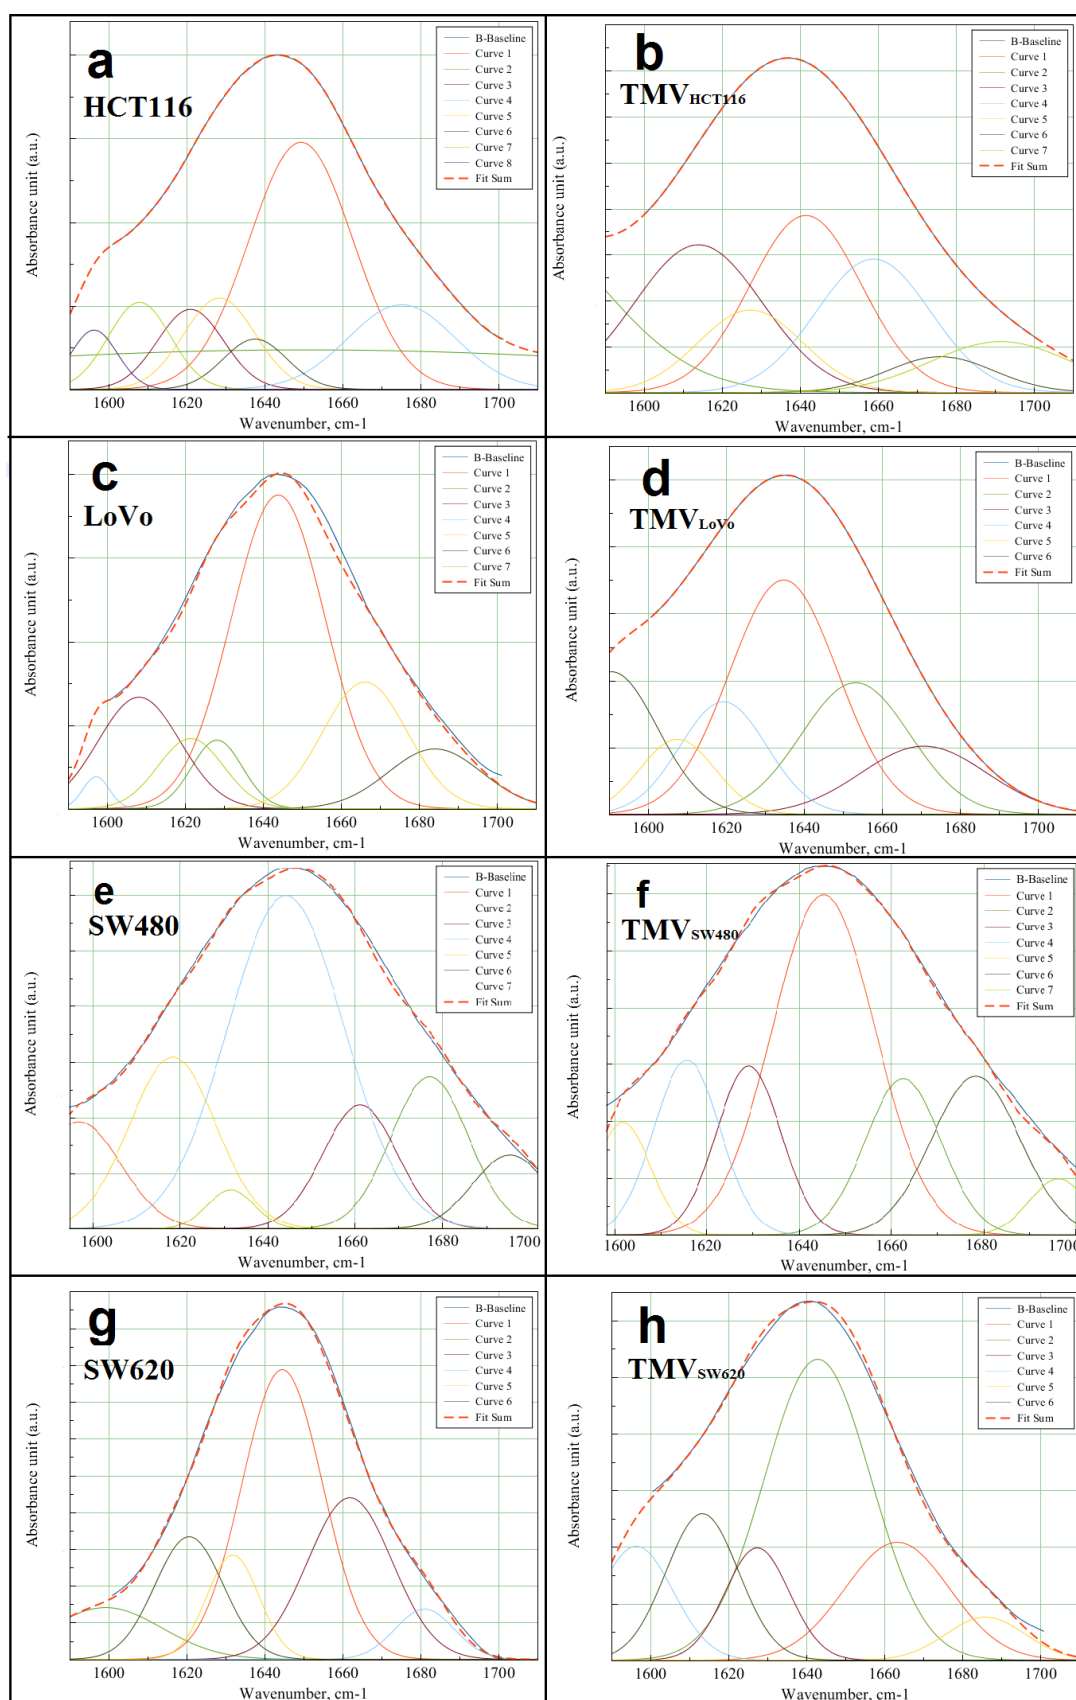 a
HCT116
B-Baseline
Curve 1
Curve 2
Curve 3
Curve 4
Curve 5
Curve 6
Curve 7
Curve 8
Fit Sum
Absorbance unit (a.u.)
1600 1620 1640 1660 1680 1700
Wavenumber, cm-1
b
TMVHCT116
B-Baseline
Curve 1
Curve 2
Curve 3
Curve 4
Curve 5
Curve 6
Curve 7
Fit Sum
Absorbance unit (a.u.)
1600 1620 1640 1660 1680 1700
Wavenumber, cm-1
c
LoVo
B-Baseline
Curve 1
Curve 2
Curve 3
Curve 4
Curve 5
Curve 6
Curve 7
Fit Sum
Absorbance unit (a.u.)
1600 1620 1640 1660 1680 1700
Wavenumber, cm-1
d
TMVLoVo
B-Baseline
Curve 1
Curve 2
Curve 3
Curve 4
Curve 5
Curve 6
Fit Sum
Absorbance unit (a.u.)
1600 1620 1640 1660 1680 1700
Wavenumber, cm-1
e
SW480
B-Baseline
Curve 1
Curve 2
Curve 3
Curve 4
Curve 5
Curve 6
Curve 7
Fit Sum
Absorbance unit (a.u.)
1600 1620 1640 1660 1680 1700
Wavenumber, cm-1
f
TMVSW480
B-Baseline
Curve 1
Curve 2
Curve 3
Curve 4
Curve 5
Curve 6
Curve 7
Fit Sum
Absorbance unit (a.u.)
1600 1620 1640 1660 1680 1700
Wavenumber, cm-1
g
SW620
B-Baseline
Curve 1
Curve 2
Curve 3
Curve 4
Curve 5
Curve 6
Fit Sum
Absorbance unit (a.u.)
1600 1620 1640 1660 1680 1700
Wavenumber, cm-1
h
TMVSW620
B-Baseline
Curve 1
Curve 2
Curve 3
Curve 4
Curve 5
Curve 6
Fit Sum
Absorbance unit (a.u.)
1600 1620 1640 1660 1680 1700
Wavenumber, cm-1